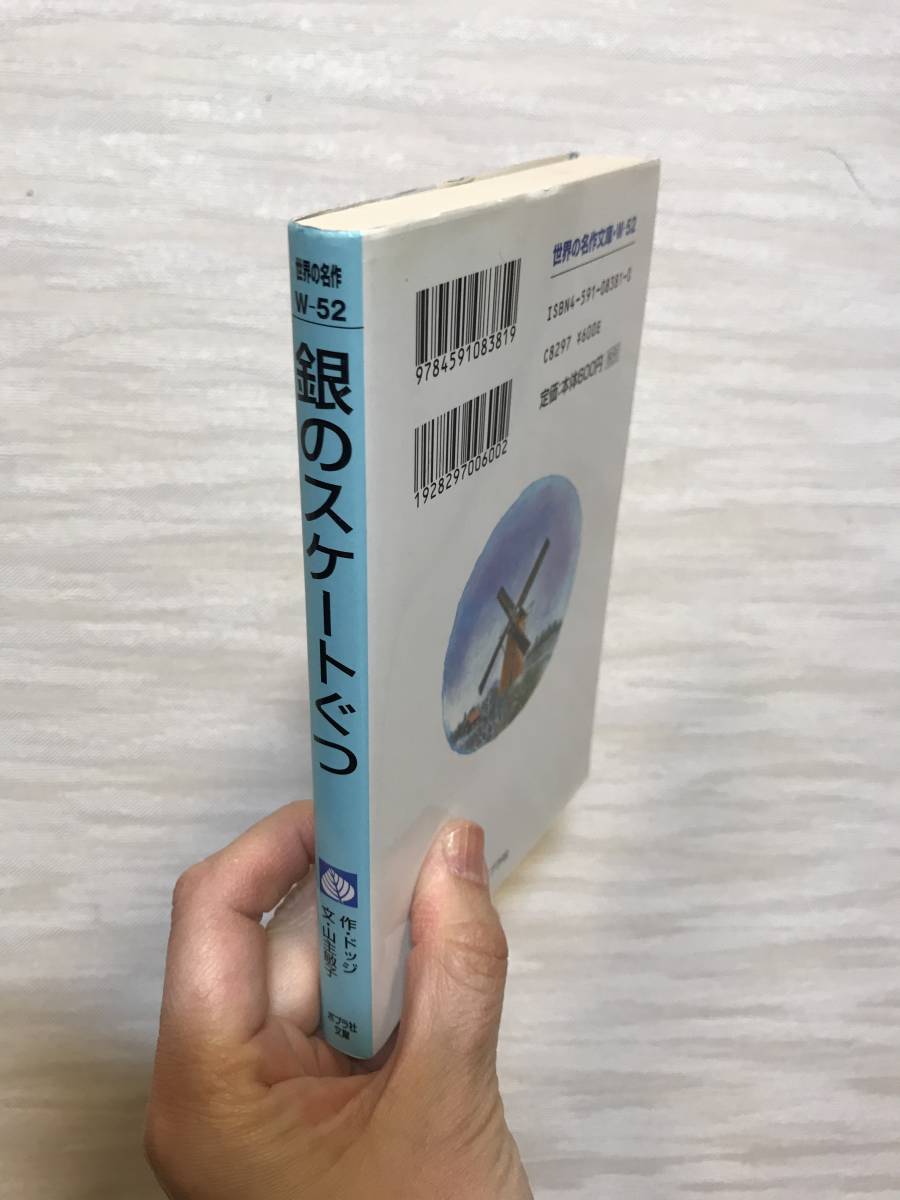 世界の名作
W-52
銀のスケートぐつ
作・ドッジ
文・山主敏子
ポプラ社
文庫
世界の名作文庫・W-52
ISBN4-591-08381-0
C8297 ¥600E
定価:本体600円
9784591083819
1928297006002